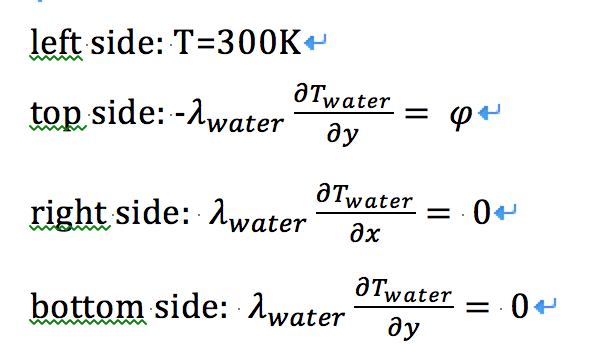 left side: T=300K
top side: -λ_water ∂T_water/∂y = φ
right side: λ_water ∂T_water/∂x = 0
bottom side: λ_water ∂T_water/∂y = 0